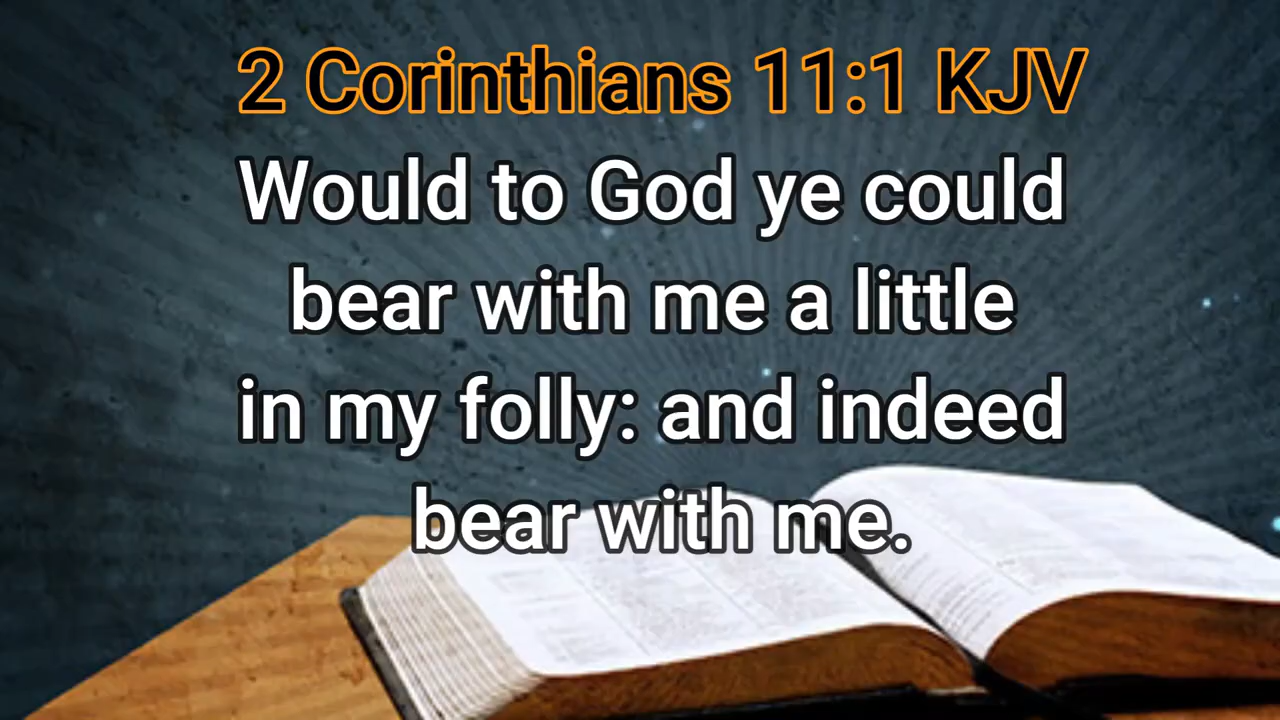 2 Corinthians 11:1 KJV
Would to God ye could
bear with me a little
in my folly: and indeed
bear with me.